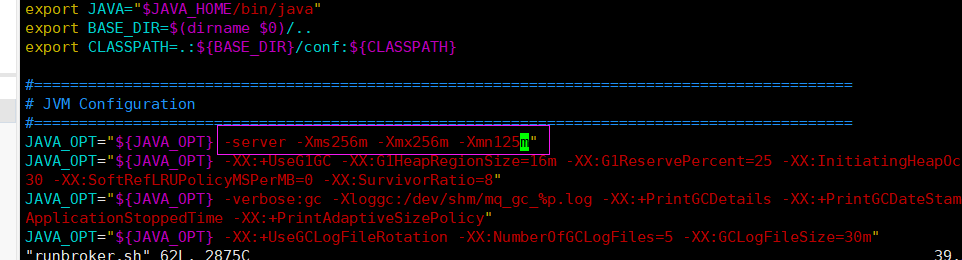 export JAVA="$JAVA_HOME/bin/java"
export BASE_DIR=$(dirname $0)/..
export CLASSPATH=.:${BASE_DIR}/conf:${CLASSPATH}
#===========================================================================================
# JVM Configuration
#===========================================================================================
JAVA_OPT="${JAVA_OPT} -server -Xms256m -Xmx256m -Xmn125m"
JAVA_OPT="${JAVA_OPT} -XX:+UseG1GC -XX:G1HeapRegionSize=16m -XX:G1ReservePercent=25 -XX:InitiatingHeapOc
30 -XX:SoftRefLRUPolicyMSPerMB=0 -XX:SurvivorRatio=8"
JAVA_OPT="${JAVA_OPT} -verbose:gc -Xloggc:/dev/shm/mq_gc_%p.log -XX:+PrintGCDetails -XX:+PrintGCDateStam
ApplicationStoppedTime -XX:+PrintAdaptiveSizePolicy"
JAVA_OPT="${JAVA_OPT} -XX:+UseGCLogFileRotation -XX:NumberOfGCLogFiles=5 -XX:GCLogFileSize=30m"
"runbroker.sh" 62L, 2875C 39,